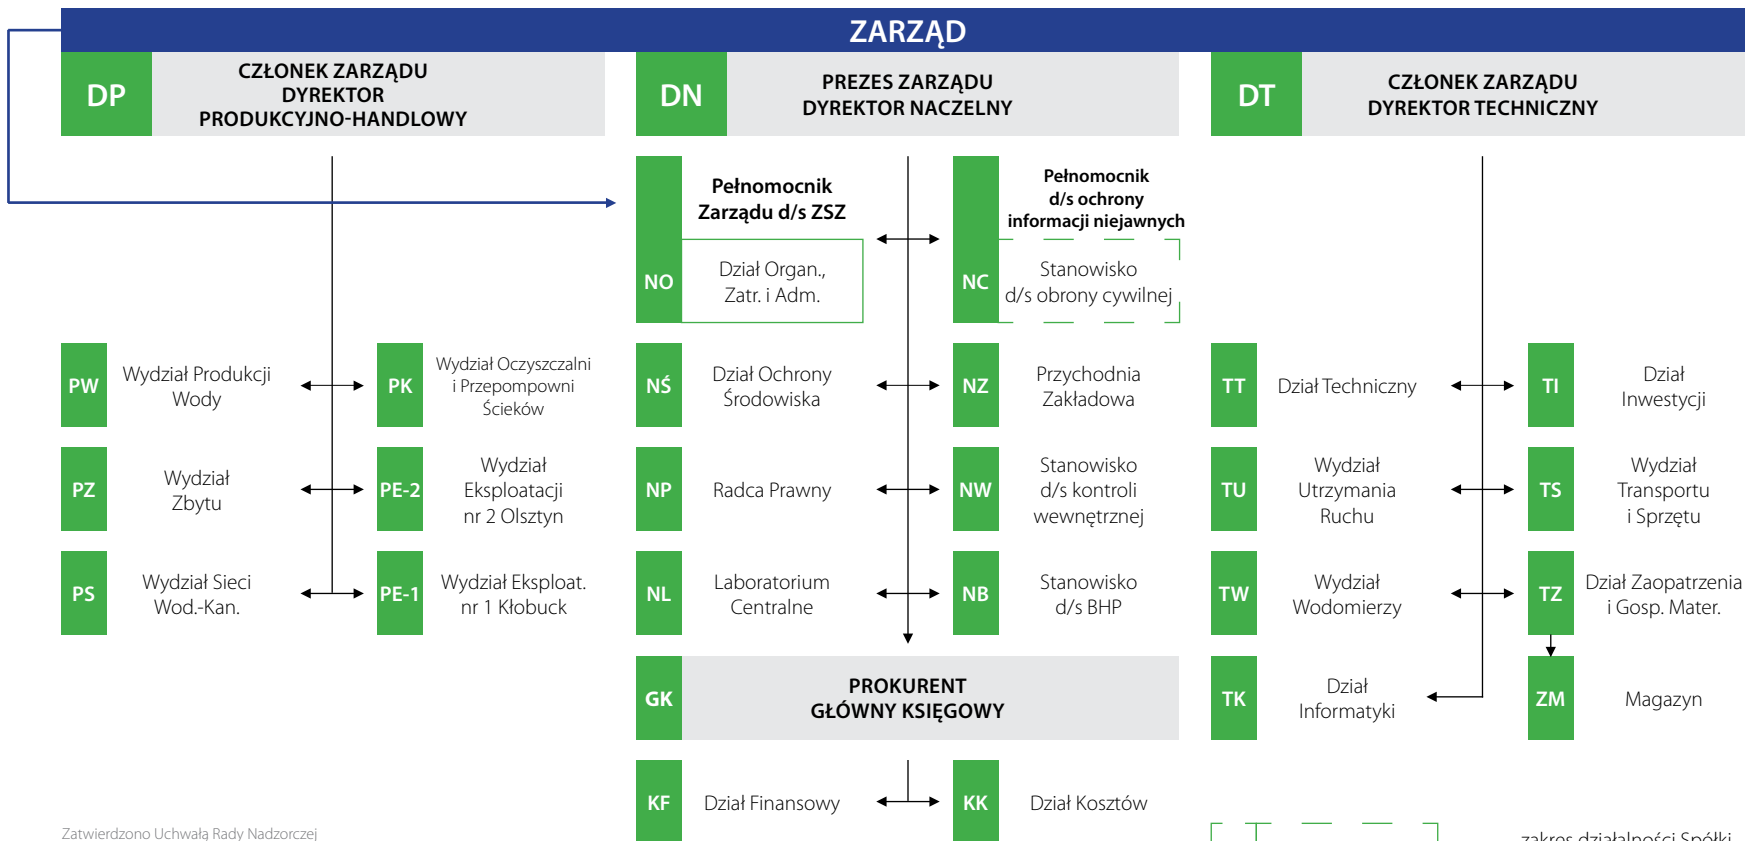 ZARZĄD
DP
CZŁONEK ZARZĄDU
DYREKTOR
PRODUKCYJNO-HANDLOWY
DN
PREZES ZARZĄDU
DYREKTOR NACZELNY
DT
CZŁONEK ZARZĄDU
DYREKTOR TECHNICZNY
Pełnomocnik
Zarządu d/s ZSZ
NO
Dział Organ.,
Zatr. i Adm.
Pełnomocnik
d/s ochrony
informacji niejawnych
NC
Stanowisko
d/s obrony cywilnej
PW
Wydział Produkcji
Wody
PK
Wydział Oczyszczalni
i Przepompowni
Ścieków
NŚ
Dział Ochrony
Środowiska
NZ
Przychodnia
Zakładowa
TT
Dział Techniczny
TI
Dział
Inwestycji
PZ
Wydział
Zbytu
PE-2
Wydział
Eksploatacji
nr 2 Olsztyn
NP
Radca Prawny
NW
Stanowisko
d/s kontroli
wewnętrznej
TU
Wydział
Utrzymania
Ruchu
TS
Wydział
Transportu
i Sprzętu
PS
Wydział Sieci
Wod.-Kan.
PE-1
Wydział Eksploat.
nr 1 Kłobuck
NL
Laboratorium
Centralne
NB
Stanowisko
d/s BHP
TW
Wydział
Wodomierzy
TZ
Dział Zaopatrzenia
i Gosp. Mater.
GK
PROKURENT
GŁÓWNY KSIĘGOWY
TK
Dział
Informatyki
ZM
Magazyn
KF
Dział Finansowy
KK
Dział Kosztów
Zatwierdzono Uchwałą Rady Nadzorczej
zakres działalności Spółki